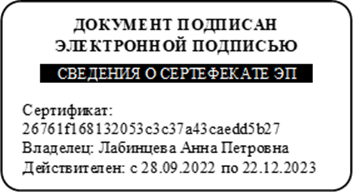 ДОКУМЕНТ ПОДПИСАН
ЭЛЕКТРОННОЙ ПОДПИСЬЮ
СВЕДЕНИЯ О СЕРТЕФЕКАТЕ ЭП
Сертификат:
26761f168132053c3c37a43caedd5b27
Владелец: Лабинцева Анна Петровна
Действителен: с 28.09.2022 по 22.12.2023